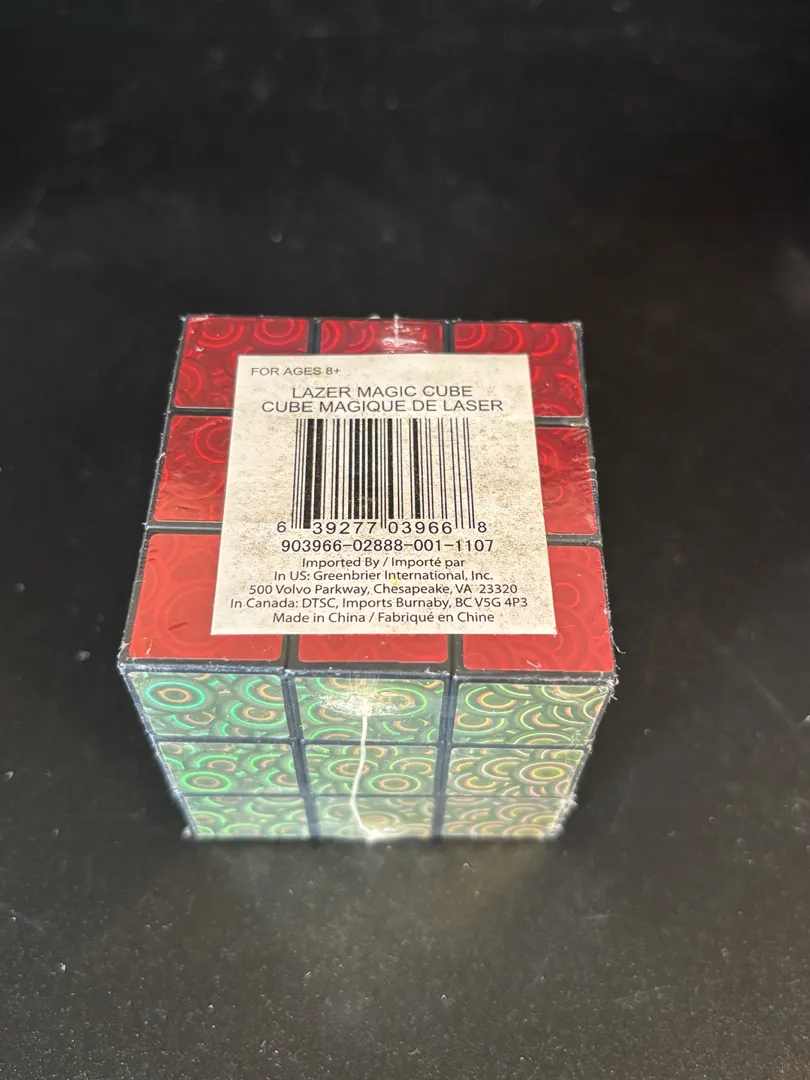 FOR AGES 8+
LAZER MAGIC CUBE
CUBE MAGIQUE DE LASER
6 39277 03966 8
903966-02888-001-1107
Imported By / Importé par
In US: Greenbrier International, Inc.
500 Volvo Parkway, Chesapeake, VA 23320
In Canada: DTSC, Imports Burnaby, BC V5G 4P3
Made in China / Fabriqué en Chine